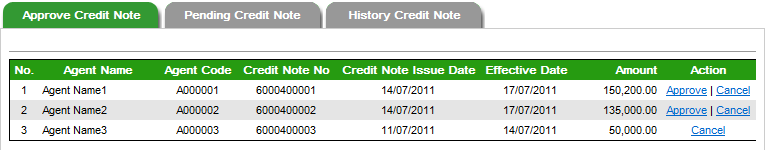 Approve Credit Note Pending Credit Note History Credit Note
No. Agent Name Agent Code Credit Note No Credit Note Issue Date Effective Date Amount Action
1 Agent Name1 A000001 6000400001 14/07/2011 17/07/2011 150,200.00 Approve | Cancel
2 Agent Name2 A000002 6000400002 14/07/2011 17/07/2011 135,000.00 Approve | Cancel
3 Agent Name3 A000003 6000400003 11/07/2011 14/07/2011 50,000.00 Cancel